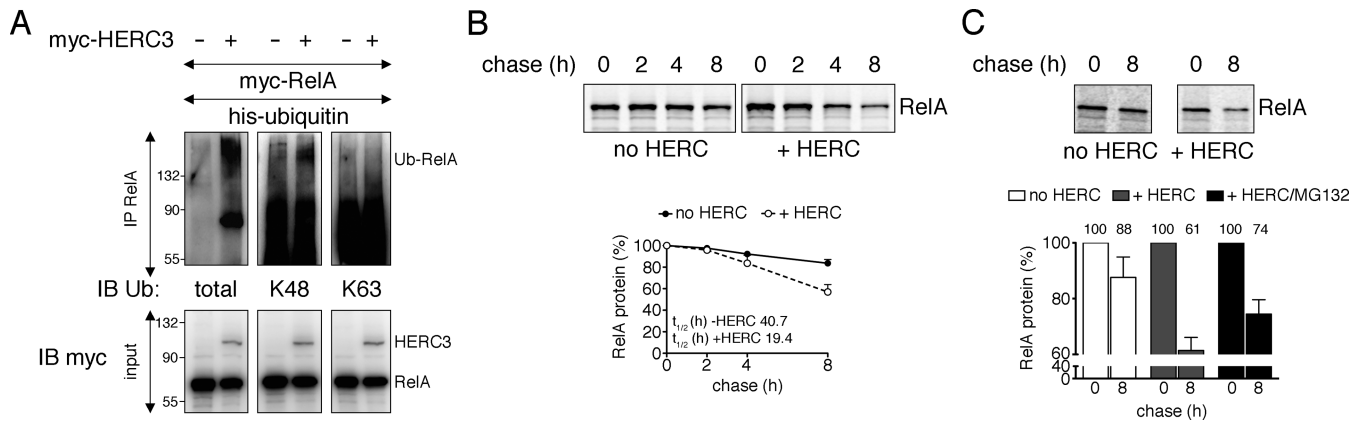 A
myc-HERC3 – + – + – +
myc-RelA
his-ubiquitin
IP RelA
132
90
55
Ub-RelA
IB Ub: total K48 K63
IB myc
input
132
90
55
HERC3
RelA
B
chase (h) 0 2 4 8 0 2 4 8
RelA
no HERC + HERC
no HERC + HERC
RelA protein (%)
100
80
60
40
20
0
t1/2 (h) -HERC 40.7
t1/2 (h) +HERC 19.4
0 2 4 8
chase (h)
C
chase (h) 0 8 0 8
RelA
no HERC + HERC
no HERC + HERC + HERC/MG132
100 88 100 61 100 74
RelA protein (%)
100
80
60
40
0
0 8 0 8 0 8
chase (h)